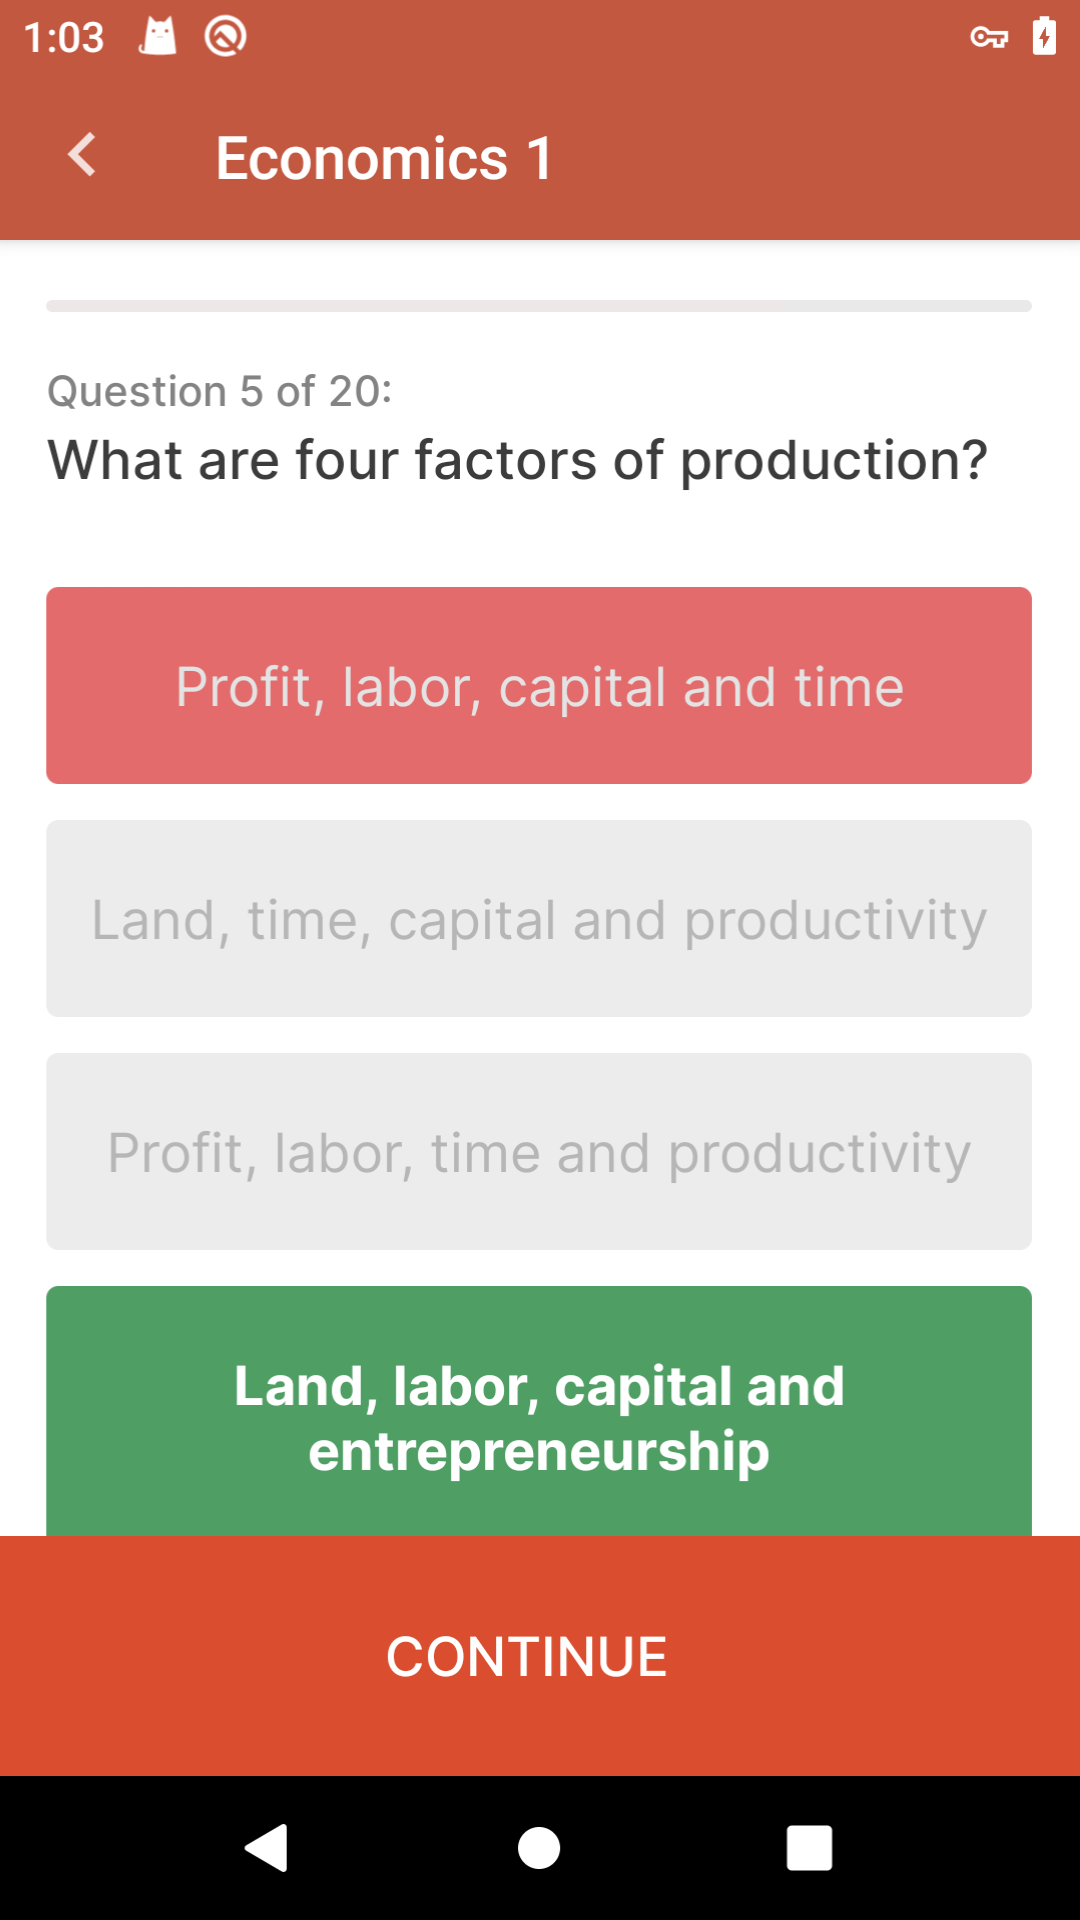 1:03
Economics 1
Question 5 of 20:
What are four factors of production?
Profit, labor, capital and time
Land, time, capital and productivity
Profit, labor, time and productivity
Land, labor, capital and
entrepreneurship
CONTINUE